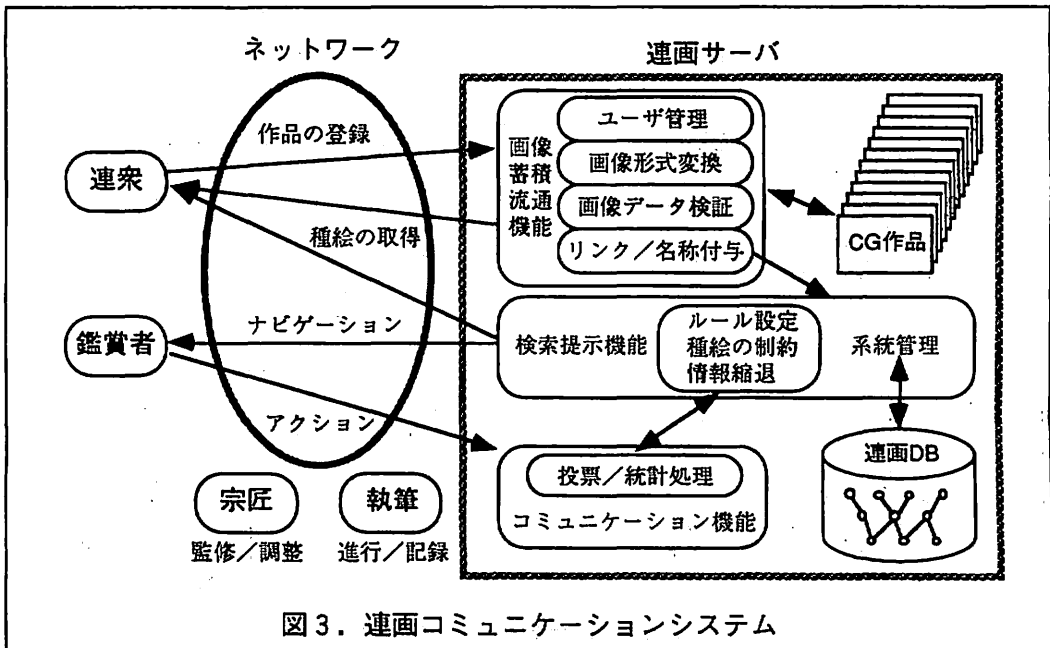 ネットワーク
連画サーバ
作品の登録
連衆
種絵の取得
ナビゲーション
鑑賞者
アクション
宗匠
監修/調整
執筆
進行/記録
画像
蓄積
流通
機能
ユーザ管理
画像形式変換
画像データ検証
リンク/名称付与
CG作品
検索提示機能
ルール設定
種絵の制約
情報縮退
系統管理
投票/統計処理
コミュニケーション機能
連画DB
図3.連画コミュニケーションシステム